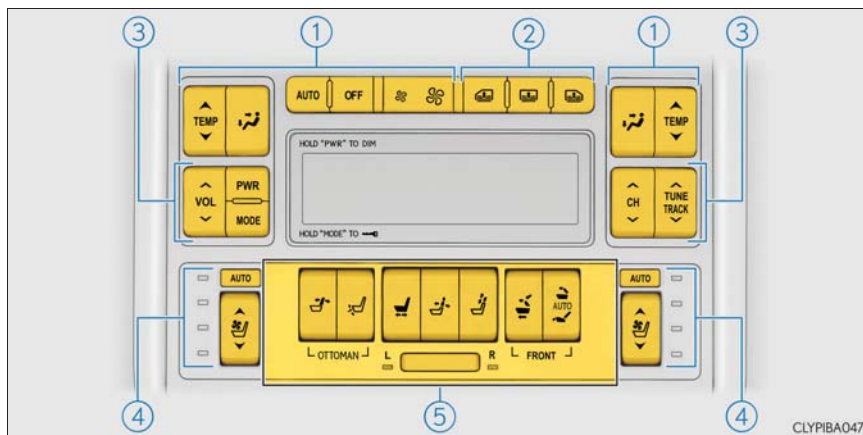 3 1 2 1 3
AUTO OFF
TEMP TEMP
HOLD "PWR" TO DIM
VOL PWR CH TUNE
MODE TRACK
HOLD "MODE" TO
AUTO AUTO
AUTO
OTTOMAN L R FRONT
4 5 4
CLYPIBA047